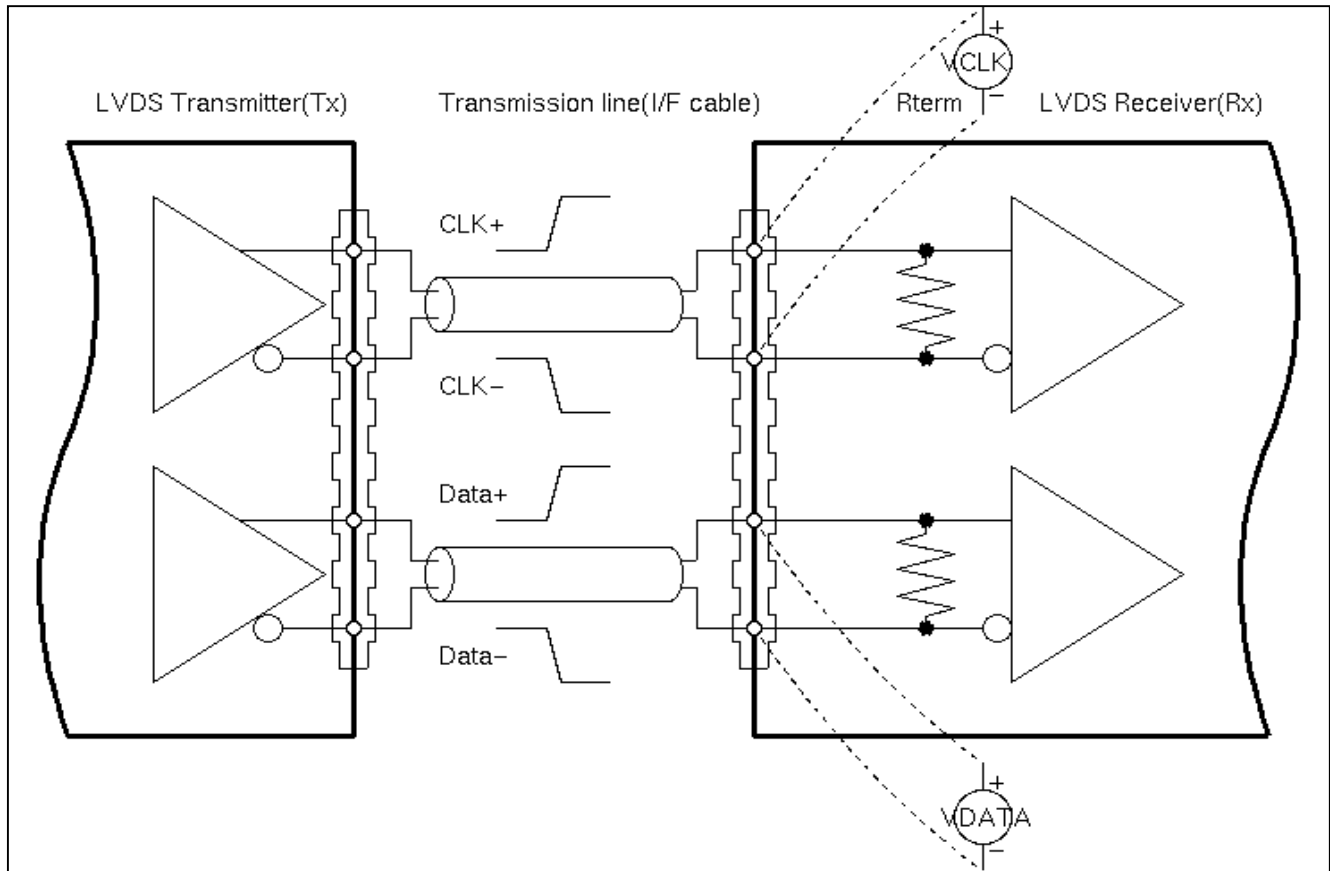 +
VCLK
−
LVDS Transmitter(Tx) Transmission line(I/F cable) Rterm LVDS Receiver(Rx)
CLK+
CLK−
Data+
Data−
+
VDATA
−